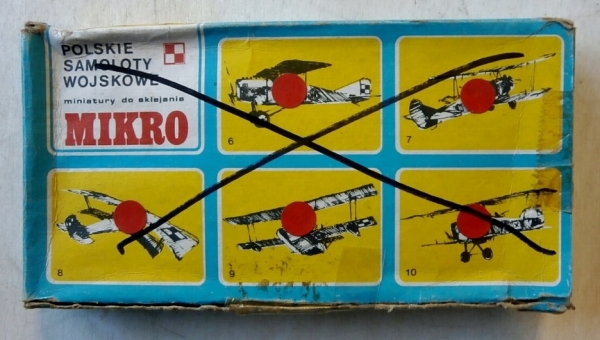 POLSKIE
SAMOLOTY
WOJSKOWE
miniatury do sklejania
MIKRO
6
7
8
9
10